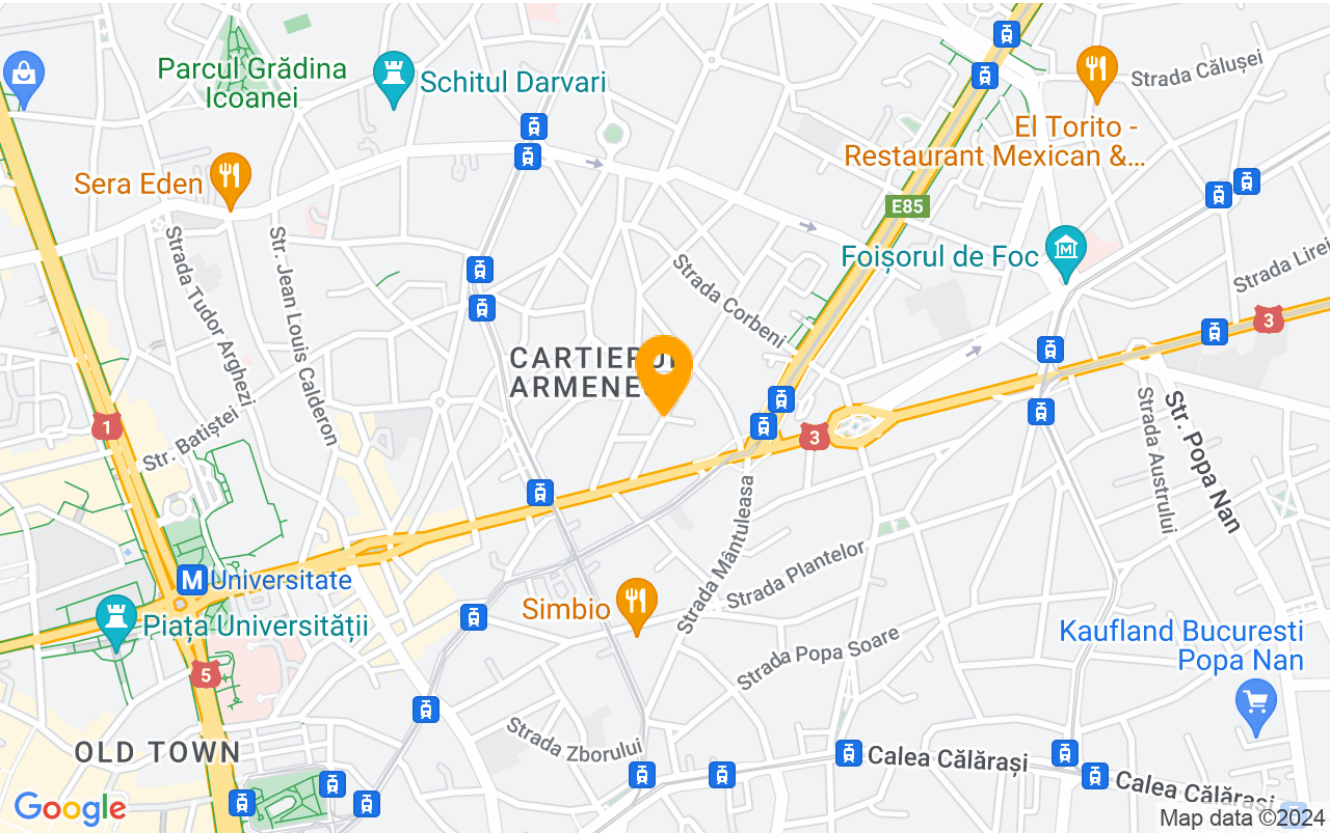 Parcul Grădina
Icoanei
Schitul Darvari
Strada Călușei
El Torito -
Restaurant Mexican &...
Sera Eden
E85
Strada Tudor Arghezi
Str. Jean Louis Calderon
Foișorul de Foc
Strada Lirei
Strada Corbeni
3
CARTIERUL
ARMENE
1
Str. Batiștei
3
Strada Austrului
Str. Popa Nan
M Universitate
Strada Mântuleasa
Strada Plantelor
Simbio
Piața Universității
Kaufland Bucuresti
Popa Nan
5
Strada Popa Soare
OLD TOWN
Strada Zborului
Calea Călărași
Calea Călărași
Google
Map data ©2024